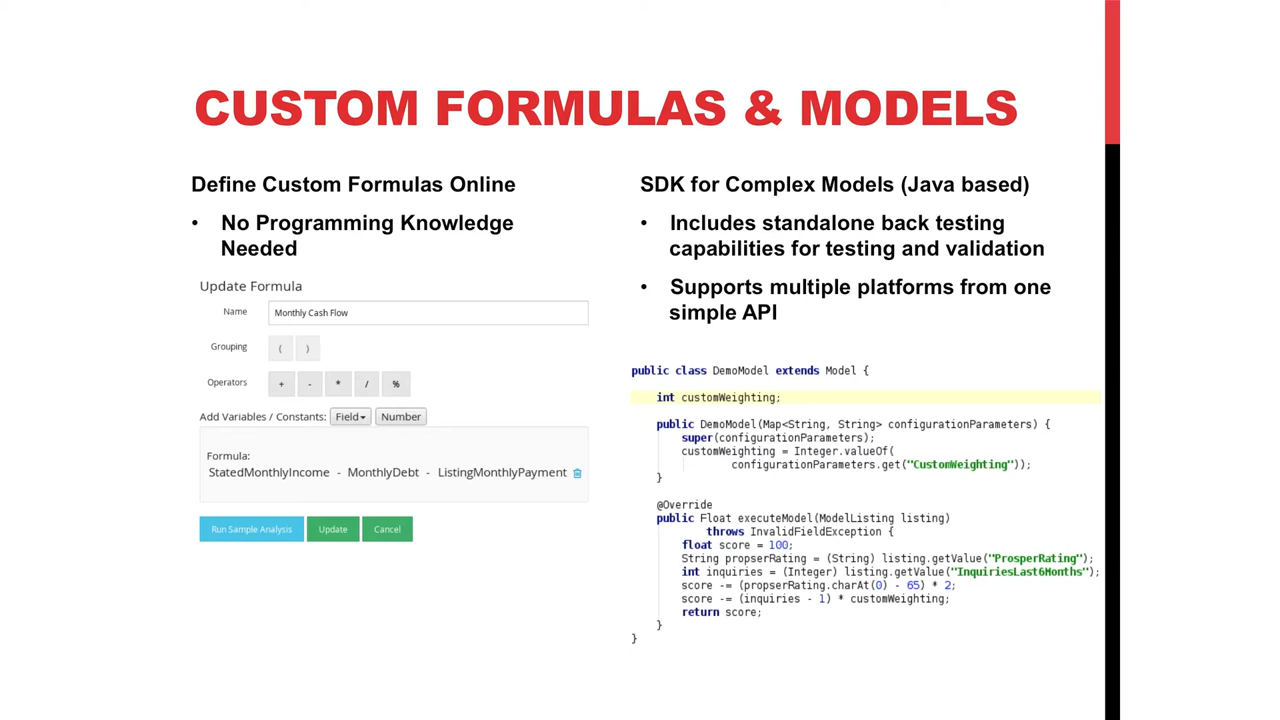 CUSTOM FORMULAS & MODELS
Define Custom Formulas Online
• No Programming Knowledge
Needed
Update Formula
Name Monthly Cash Flow
Grouping ( )
Operators + - * / %
Add Variables / Constants: Field Number
Formula:
StatedMonthlyIncome - MonthlyDebt - ListingMonthlyPayment
Run Sample Analysis Update Cancel
SDK for Complex Models (Java based)
• Includes standalone back testing
capabilities for testing and validation
• Supports multiple platforms from one
simple API
public class DemoModel extends Model {
int customWeighting;
public DemoModel(Map<String, String> configurationParameters) {
super(configurationParameters);
customWeighting = Integer.valueOf(
configurationParameters.get("CustomWeighting"));
}
@Override
public Float executeModel(ModelListing listing)
throws InvalidFieldException {
float score = 100;
String propserRating = (String) listing.getValue("ProsperRating");
int inquiries = (Integer) listing.getValue("InquiriesLast6Months");
score -= (propserRating.charAt(0) - 65) * 2;
score -= (inquiries - 1) * customWeighting;
return score;
}
}